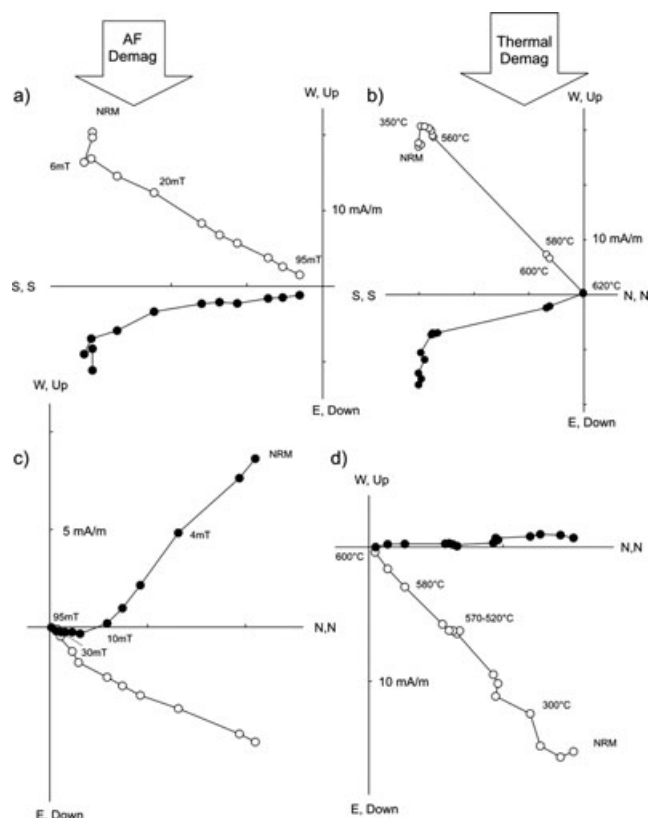 AF
Demag
Thermal
Demag
a)
W, Up
NRM
6mT
20mT
10 mA/m
95mT
S, S
E, Down
b)
W, Up
350°C
560°C
NRM
10 mA/m
580°C
600°C
620°C
S, S
N, N
E, Down
c)
W, Up
NRM
5 mA/m
4mT
95mT
10mT
30mT
N,N
E, Down
d)
W, Up
N,N
600°C
580°C
570-520°C
10 mA/m
300°C
NRM
E, Down